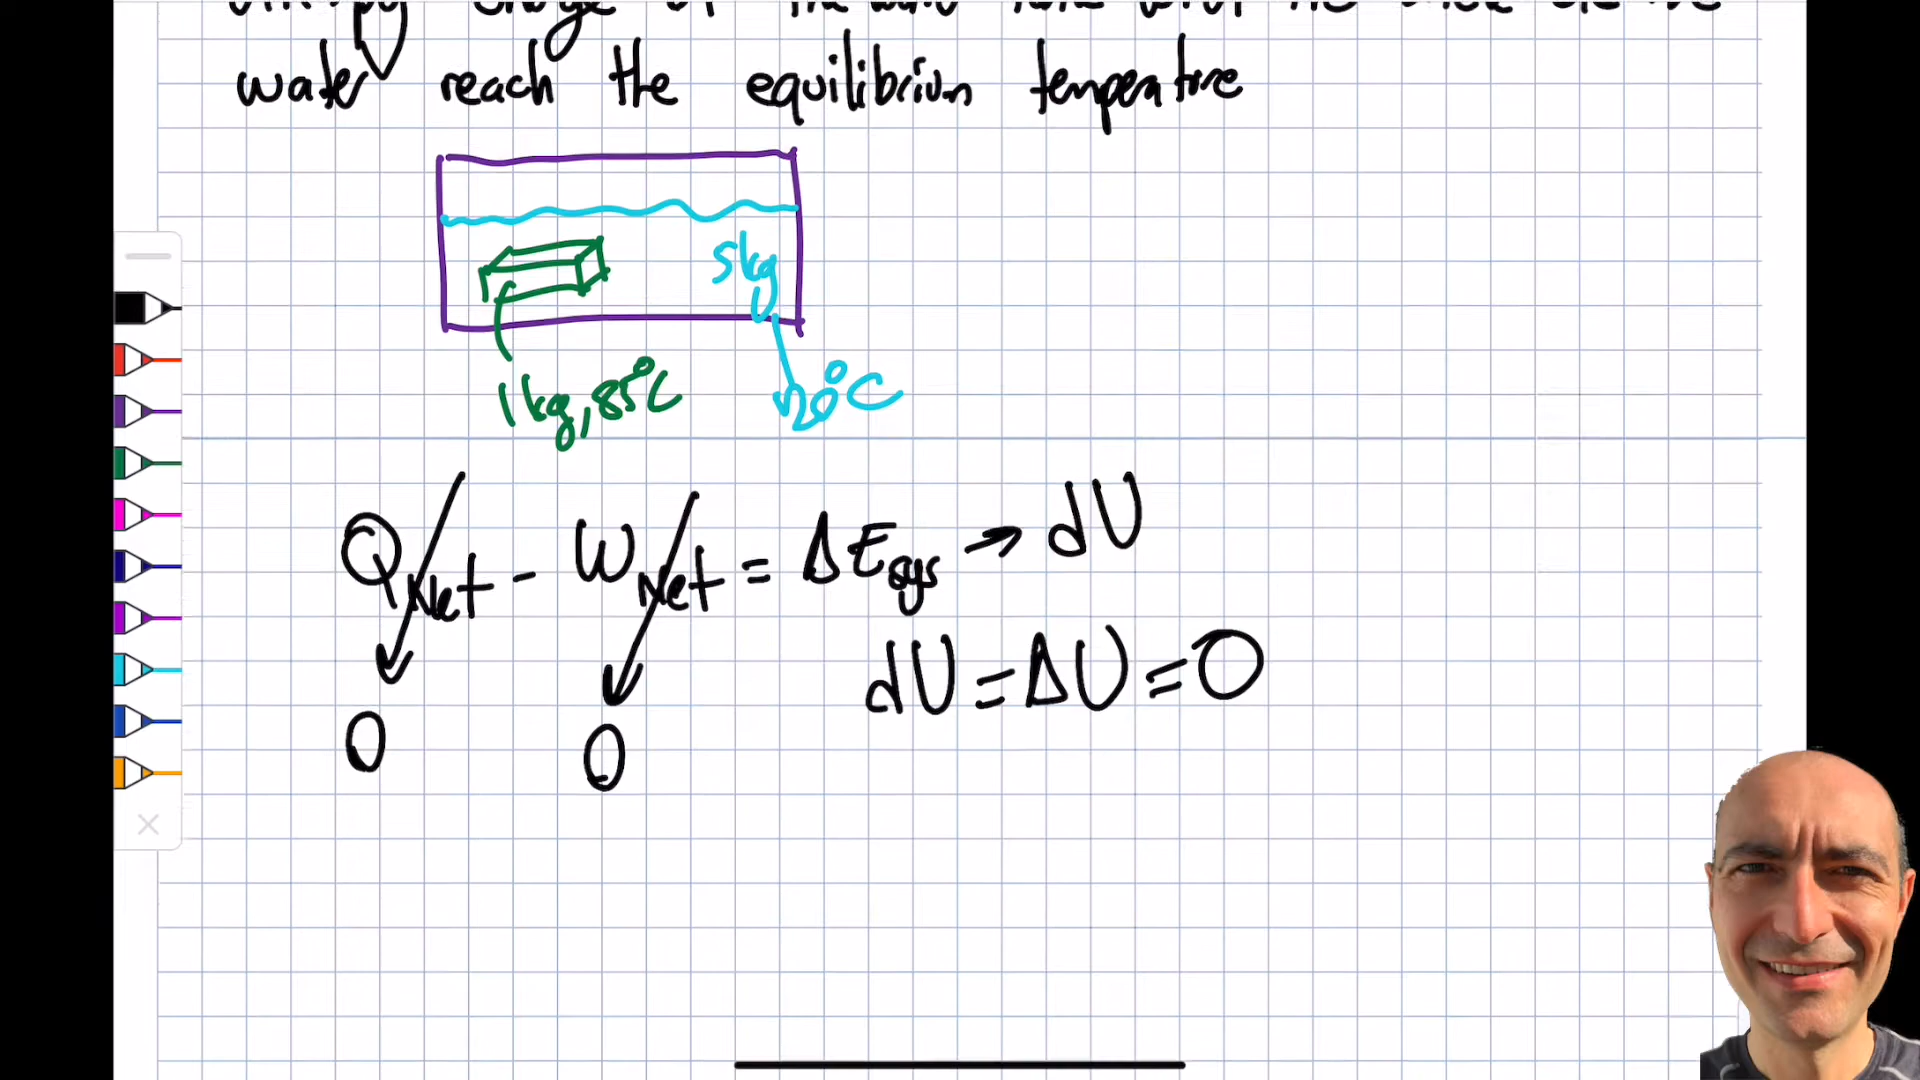 water reach the equilibrium temperature
5kg
1kg, 85°C
20°C
Q Net - W Net = ΔE sys → dU
0
0
dU = ΔU = 0